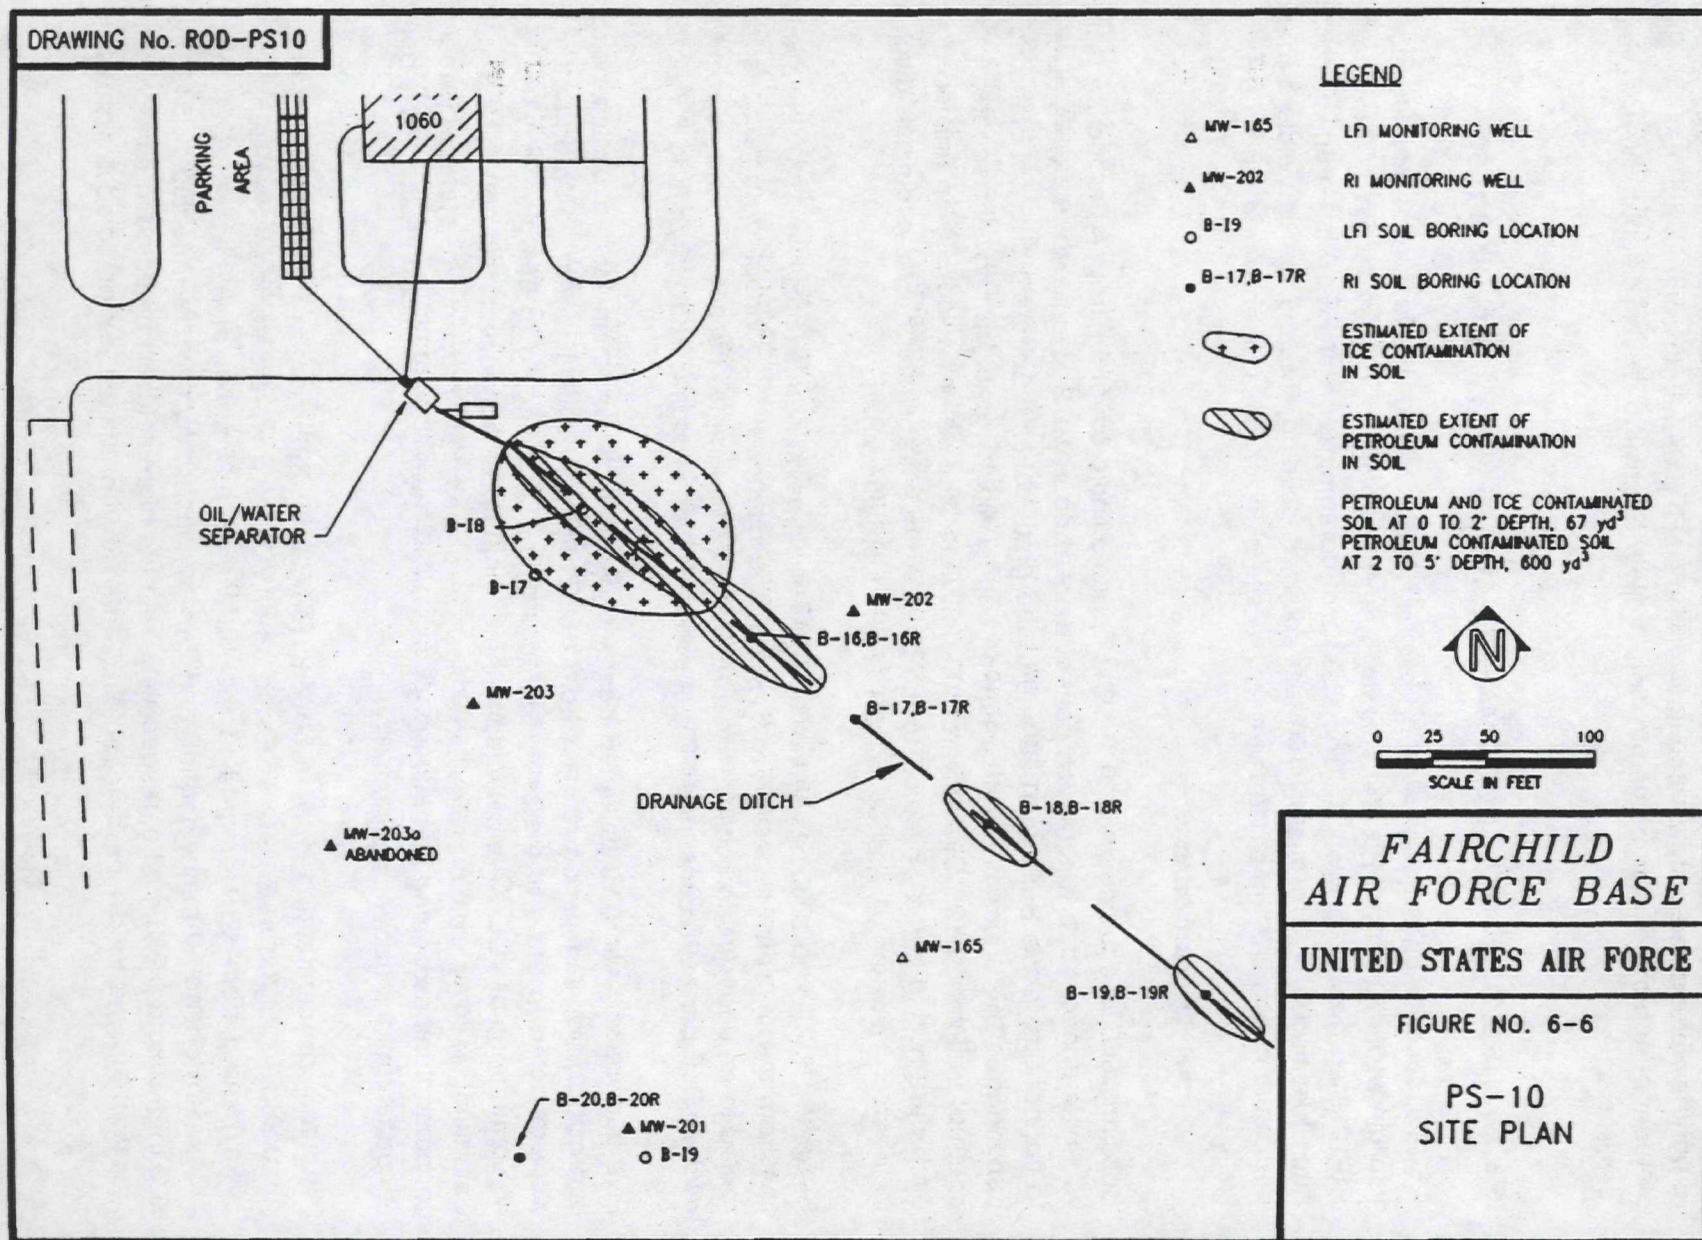 DRAWING No. ROD-PS10
1060
PARKING
AREA
OIL/WATER
SEPARATOR
B-I8
B-I7
MW-202
B-16,B-16R
MW-203
B-17,B-17R
DRAINAGE DITCH
B-18,B-18R
MW-203a
ABANDONED
MW-165
B-19,B-19R
B-20,B-20R
MW-201
B-I9
LEGEND
MW-165 LFI MONITORING WELL
MW-202 RI MONITORING WELL
B-I9 LFI SOIL BORING LOCATION
B-17,B-17R RI SOIL BORING LOCATION
ESTIMATED EXTENT OF
TCE CONTAMINATION
IN SOIL
ESTIMATED EXTENT OF
PETROLEUM CONTAMINATION
IN SOIL
PETROLEUM AND TCE CONTAMINATED
SOIL AT 0 TO 2' DEPTH, 67 yd³
PETROLEUM CONTAMINATED SOIL
AT 2 TO 5' DEPTH, 600 yd³
N
0 25 50 100
SCALE IN FEET
FAIRCHILD
AIR FORCE BASE
UNITED STATES AIR FORCE
FIGURE NO. 6-6
PS-10
SITE PLAN